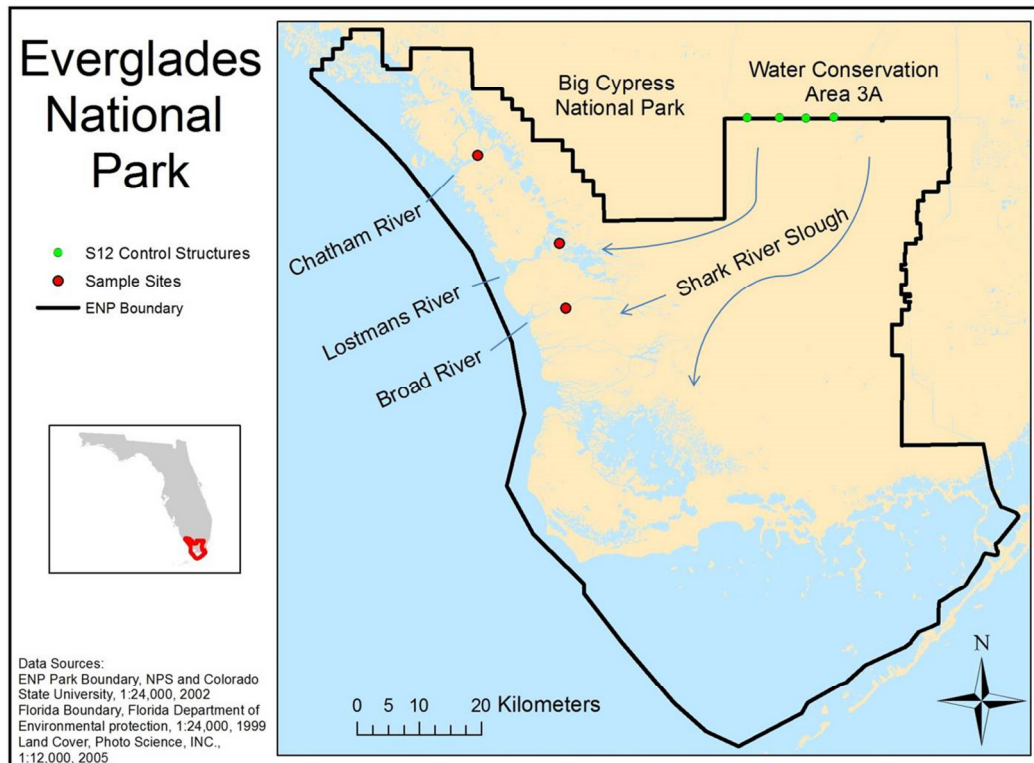 Everglades
National
Park
S12 Control Structures
Sample Sites
ENP Boundary
Data Sources:
ENP Park Boundary, NPS and Colorado
State University, 1:24,000, 2002
Florida Boundary, Florida Department of
Environmental protection, 1:24,000, 1999
Land Cover, Photo Science, INC.,
1:12,000, 2005
Big Cypress
National Park
Water Conservation
Area 3A
Chatham River
Lostmans River
Broad River
Shark River Slough
0 5 10 20 Kilometers
N